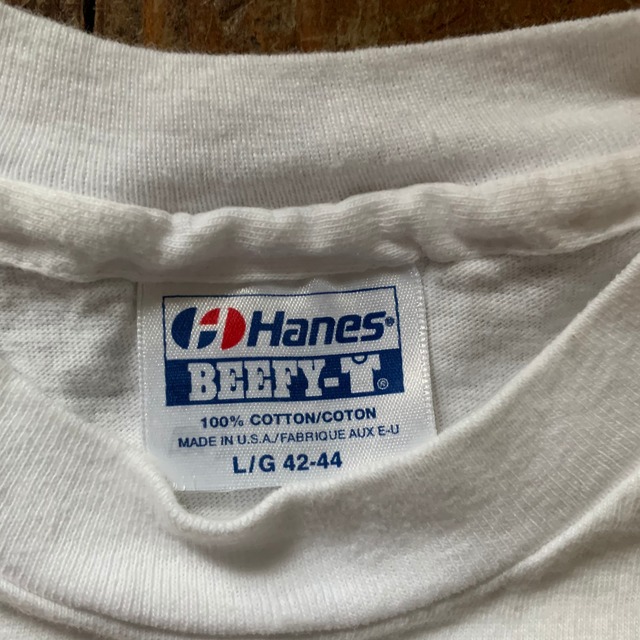 Hanes®
BEEFY-T®
100% COTTON/COTON
MADE IN U.S.A./FABRIQUE AUX E-U
L/G 42-44